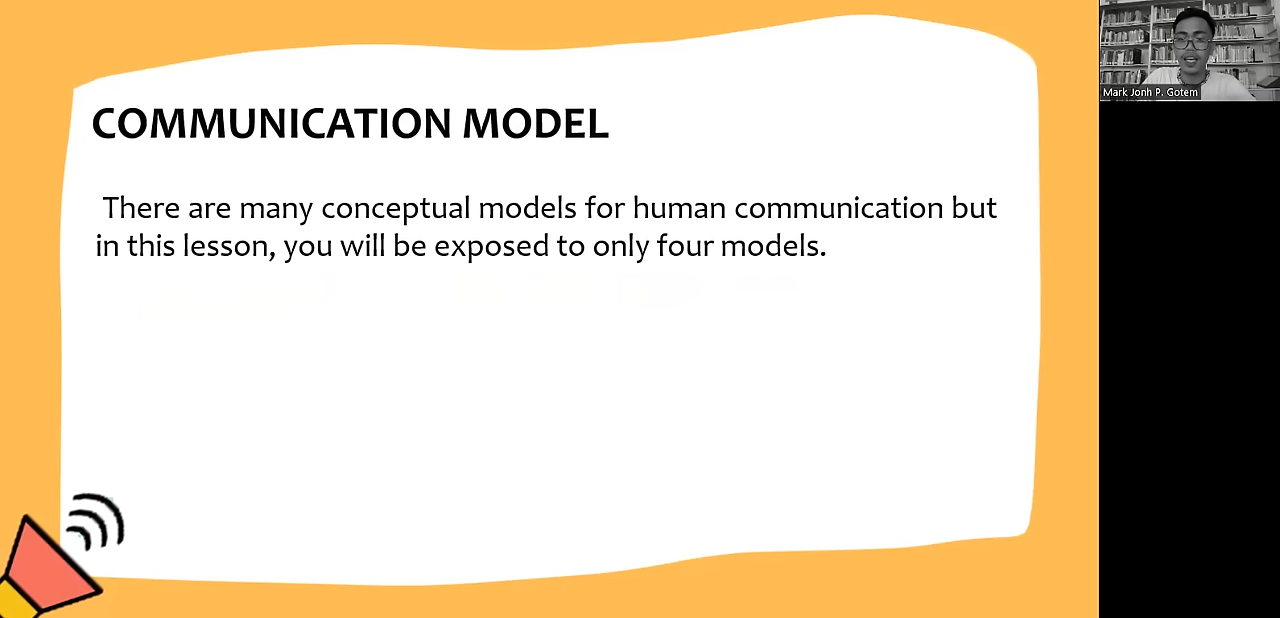 COMMUNICATION MODEL
There are many conceptual models for human communication but
in this lesson, you will be exposed to only four models.
Mark Jonh P. Gotem